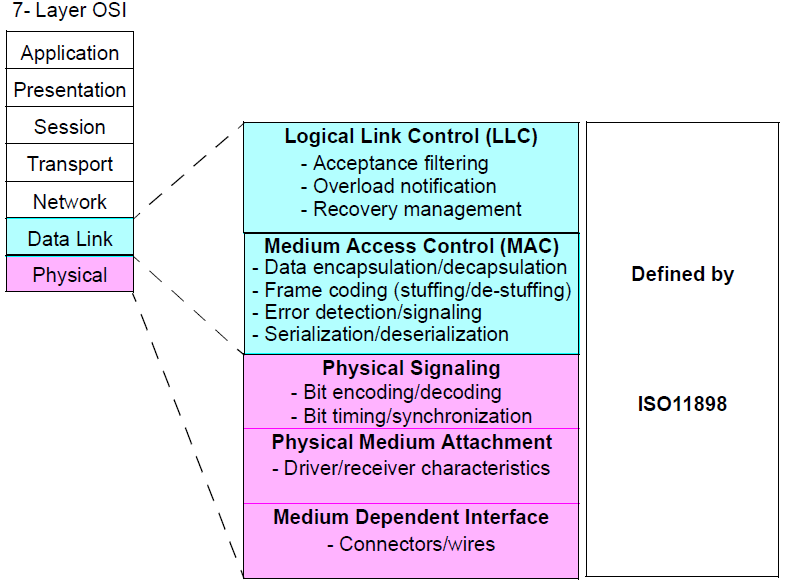 7- Layer OSI
Application
Presentation
Session
Transport
Network
Data Link
Physical
Logical Link Control (LLC)
- Acceptance filtering
- Overload notification
- Recovery management
Medium Access Control (MAC)
- Data encapsulation/decapsulation
- Frame coding (stuffing/de-stuffing)
- Error detection/signaling
- Serialization/deserialization
Physical Signaling
- Bit encoding/decoding
- Bit timing/synchronization
Physical Medium Attachment
- Driver/receiver characteristics
Medium Dependent Interface
- Connectors/wires
Defined by
ISO11898